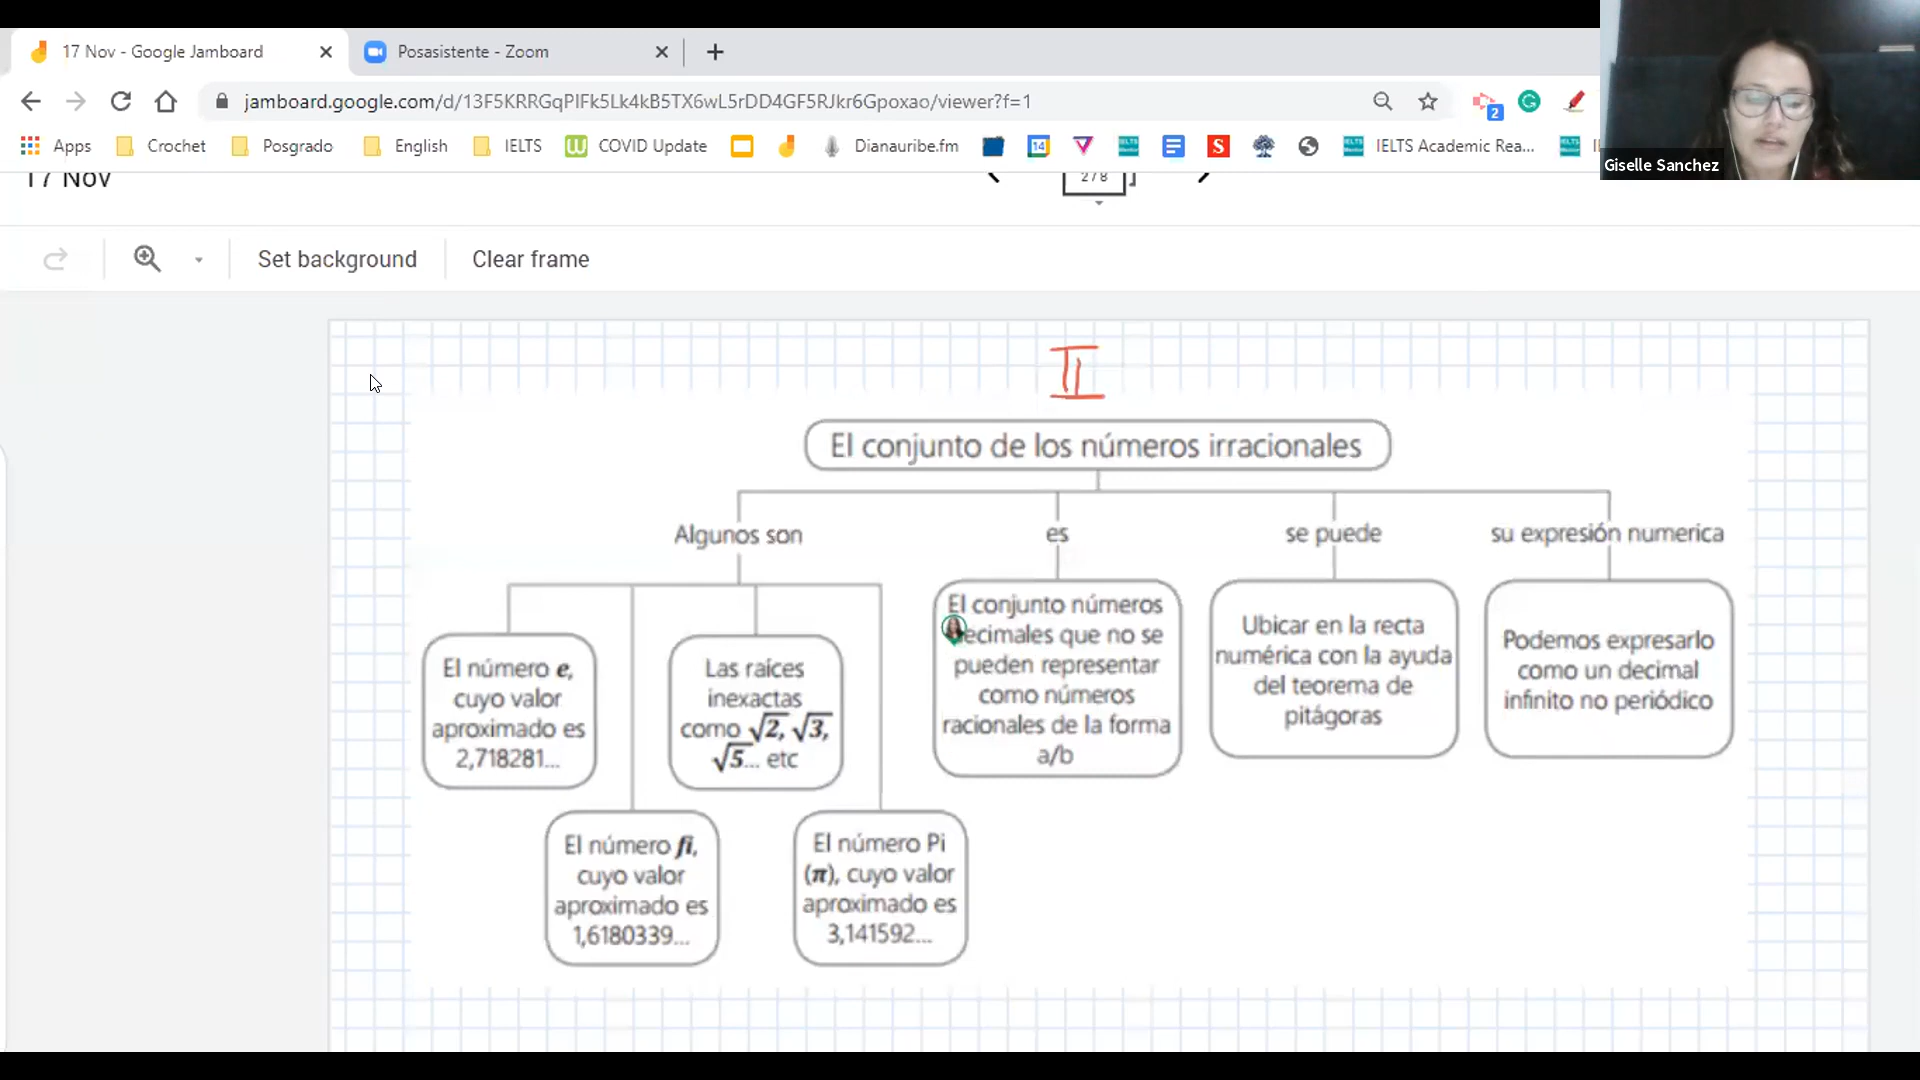 17 Nov - Google Jamboard
Posasistente - Zoom
jamboard.google.com/d/13F5KRRGqPIFk5Lk4kB5TX6wL5rDD4GF5RJkr6Gpoxao/viewer?f=1
2
Apps
Crochet
Posgrado
English
IELTS
COVID Update
Dianauribe.fm
14
IELTS Academic Rea...
Giselle Sanchez
17 Nov
2/8
Set background
Clear frame
II
El conjunto de los números irracionales
Algunos son
es
se puede
su expresión numerica
El número e,
cuyo valor
aproximado es
2,718281...
Las raíces
inexactas
como √2, √3,
√5... etc
El número fi,
cuyo valor
aproximado es
1,6180339...
El número Pi
(π), cuyo valor
aproximado es
3,141592...
El conjunto números
decimales que no se
pueden representar
como números
racionales de la forma
a/b
Ubicar en la recta
numérica con la ayuda
del teorema de
pitágoras
Podemos expresarlo
como un decimal
infinito no periódico